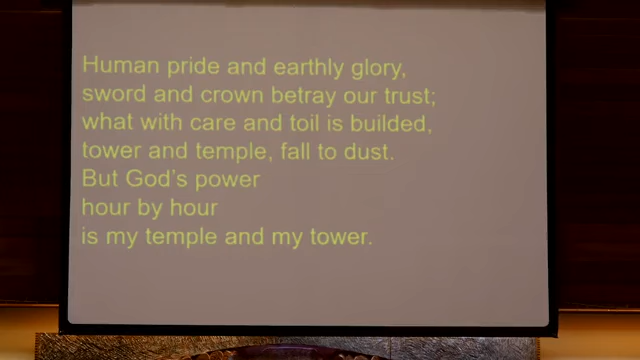 Human pride and earthly glory,
sword and crown betray our trust;
what with care and toil is builded,
tower and temple, fall to dust.
But God's power
hour by hour
is my temple and my tower.